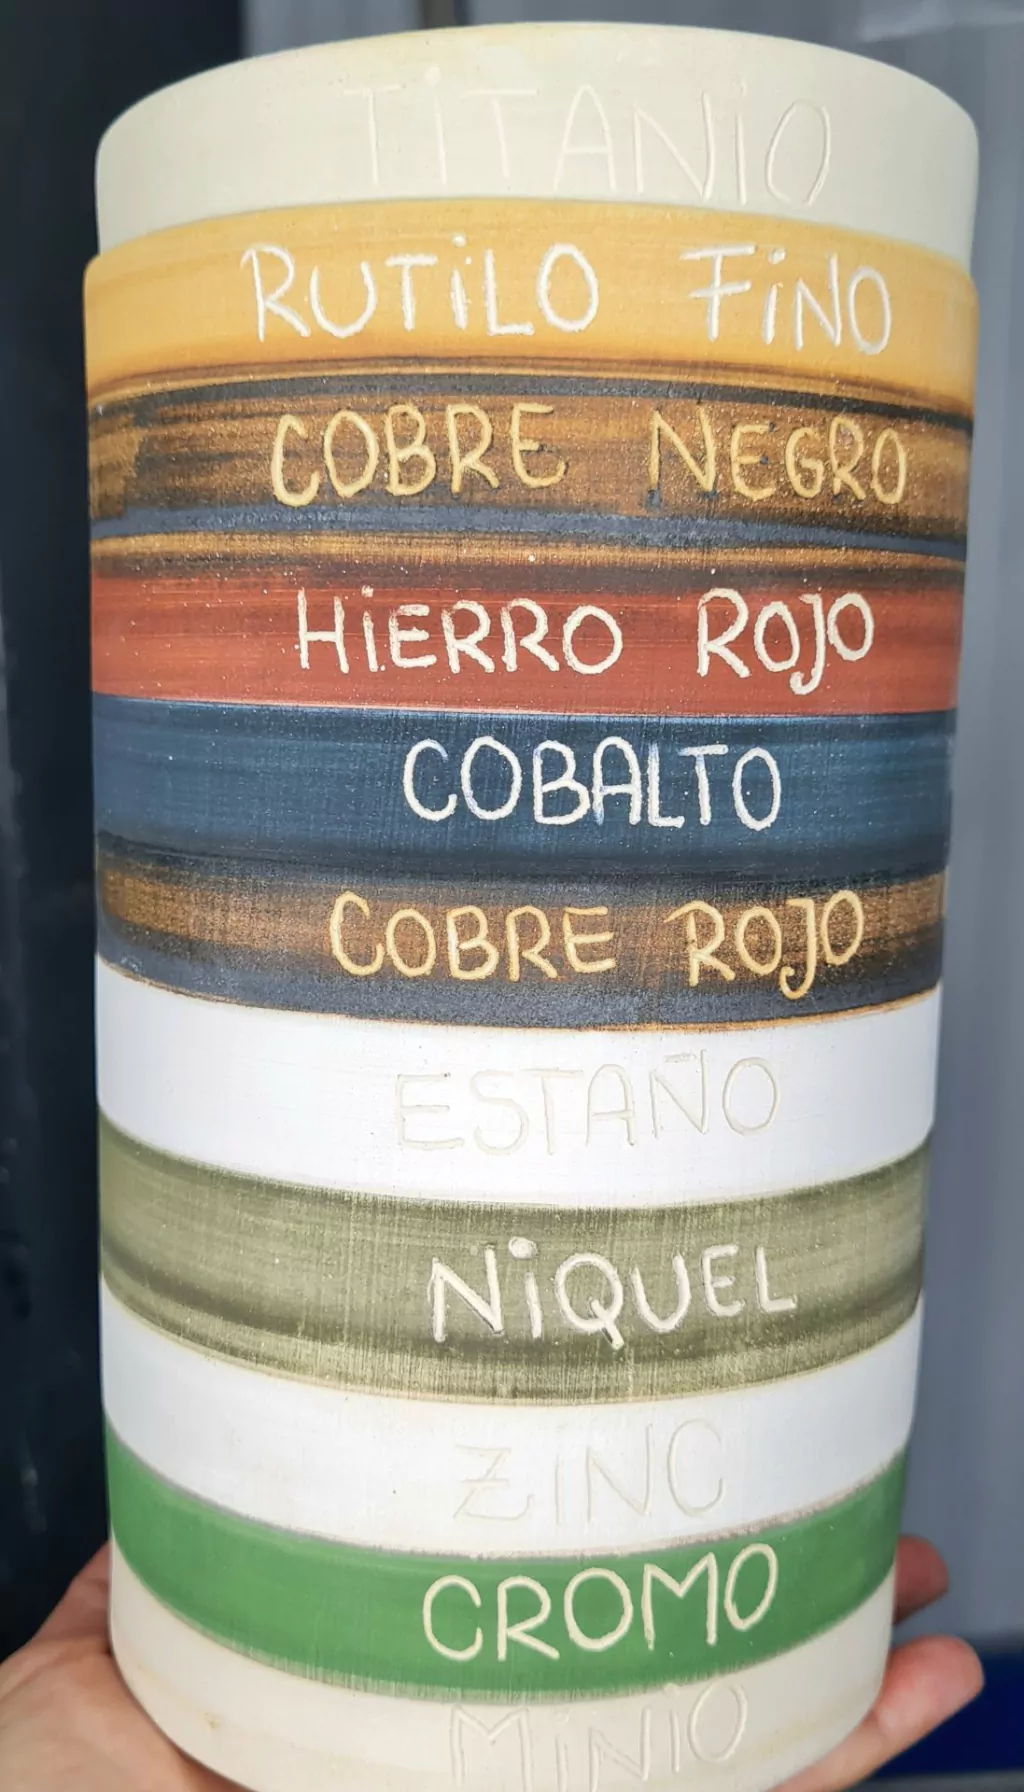 TiTANiO
RUTiLO FiNO
COBRE NEGRO
HiERRO ROJO
COBALTO
COBRE ROJO
ESTAÑO
NiQUEL
ZiNC
CROMO
MiNiO